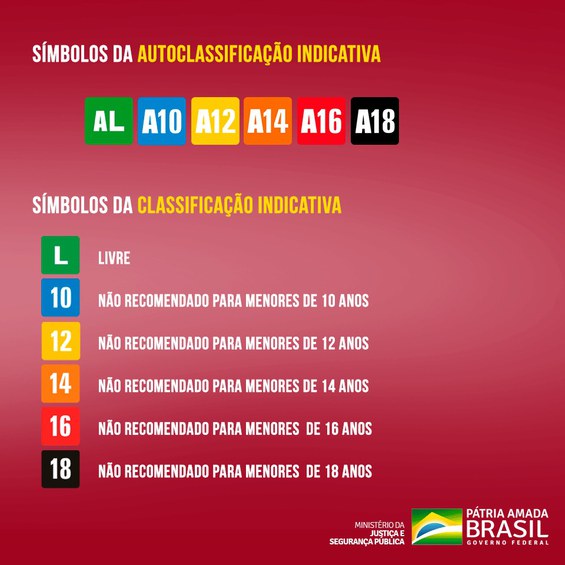 SÍMBOLOS DA AUTOCLASSIFICAÇÃO INDICATIVA
AL A10 A12 A14 A16 A18
SÍMBOLOS DA CLASSIFICAÇÃO INDICATIVA
L LIVRE
10 NÃO RECOMENDADO PARA MENORES DE 10 ANOS
12 NÃO RECOMENDADO PARA MENORES DE 12 ANOS
14 NÃO RECOMENDADO PARA MENORES DE 14 ANOS
16 NÃO RECOMENDADO PARA MENORES DE 16 ANOS
18 NÃO RECOMENDADO PARA MENORES DE 18 ANOS
MINISTÉRIO DA
JUSTIÇA E
SEGURANÇA PÚBLICA
PÁTRIA AMADA
BRASIL
GOVERNO FEDERAL